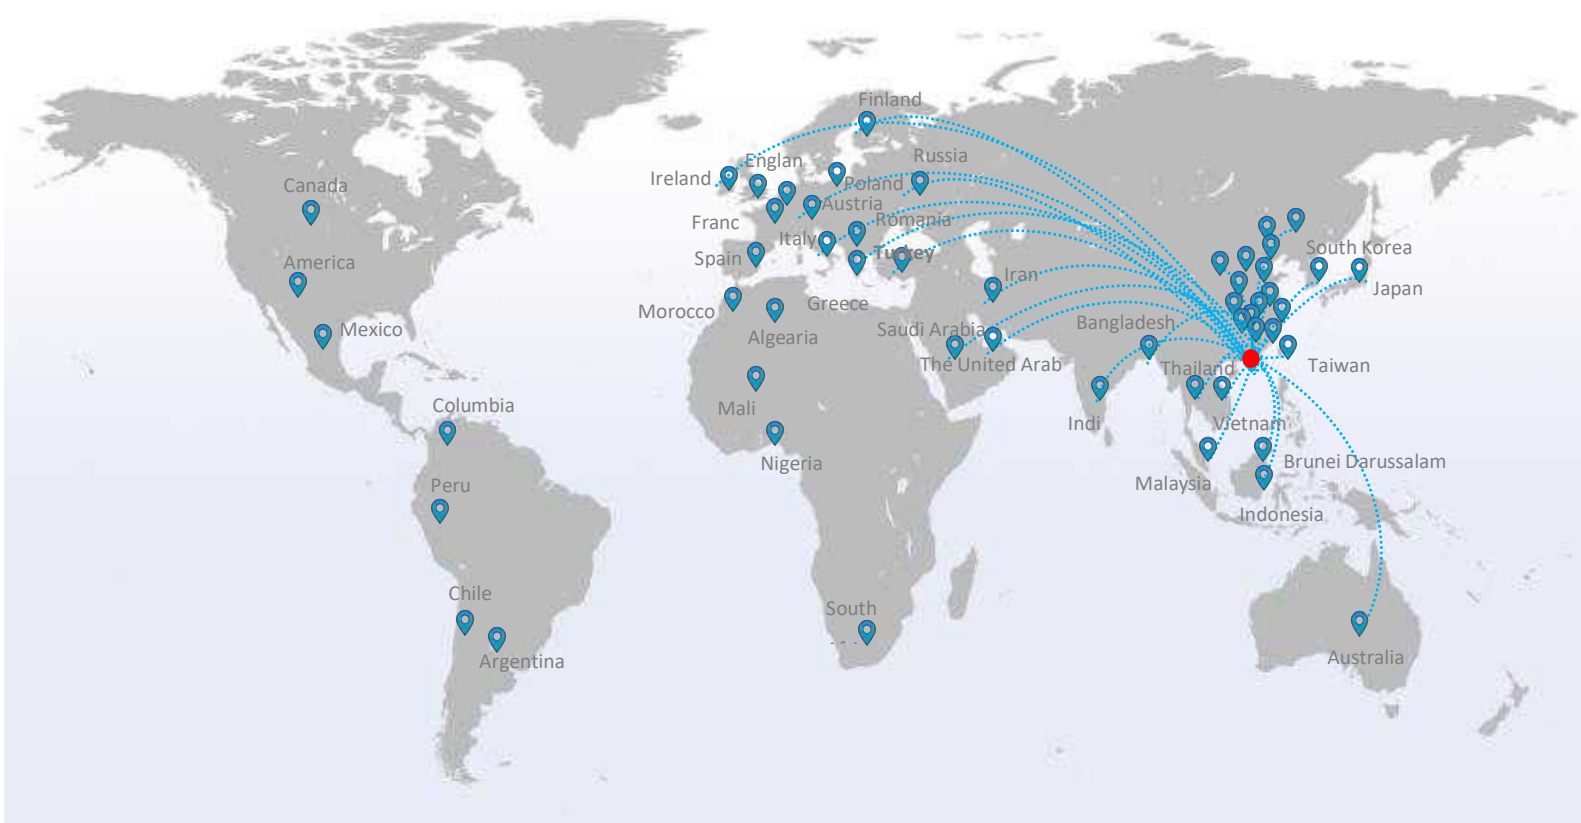 Finland
Englan
Russia
Ireland
Poland
Canada
Austria
Franc
Romania
Italy
South Korea
America
Spain
Turkey
Iran
Japan
Morocco
Greece
Mexico
Algearia
Saudi Arabia
Bangladesh
The United Arab
Thailand
Taiwan
Mali
Columbia
Indi
Vietnam
Nigeria
Brunei Darussalam
Peru
Malaysia
Indonesia
Chile
South
Argentina
Australia